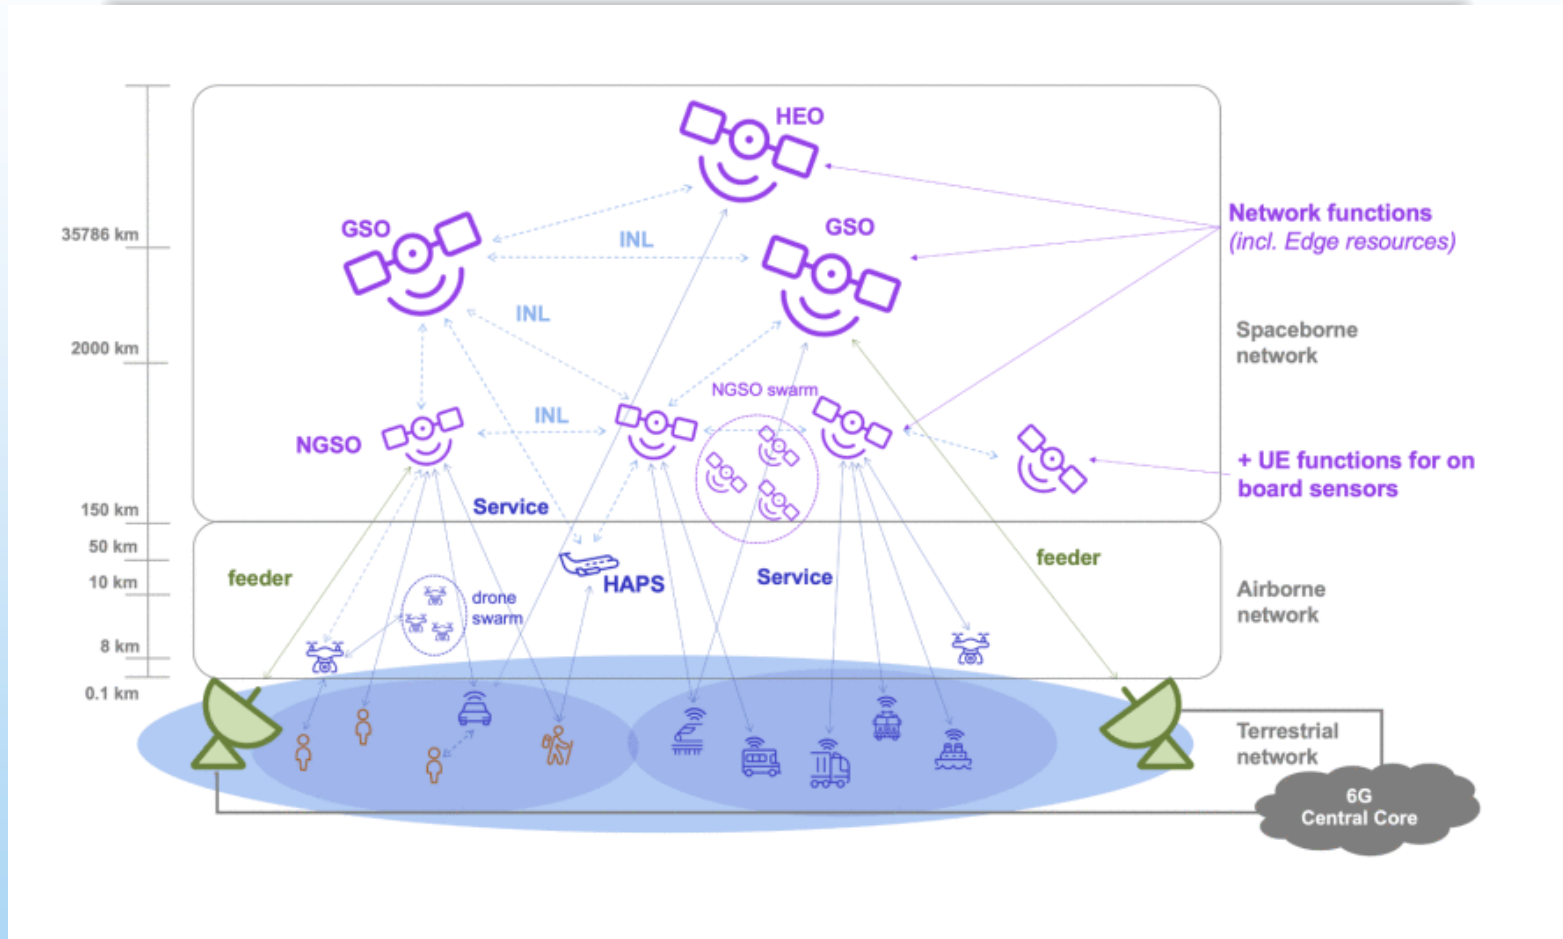 HEO
GSO
GSO
35786 km
INL
Network functions
(incl. Edge resources)
INL
Spaceborne
network
2000 km
NGSO swarm
INL
NGSO
+ UE functions for on
board sensors
Service
150 km
50 km
feeder
feeder
Service
10 km
HAPS
Airborne
network
drone
swarm
8 km
0.1 km
Terrestrial
network
6G
Central Core